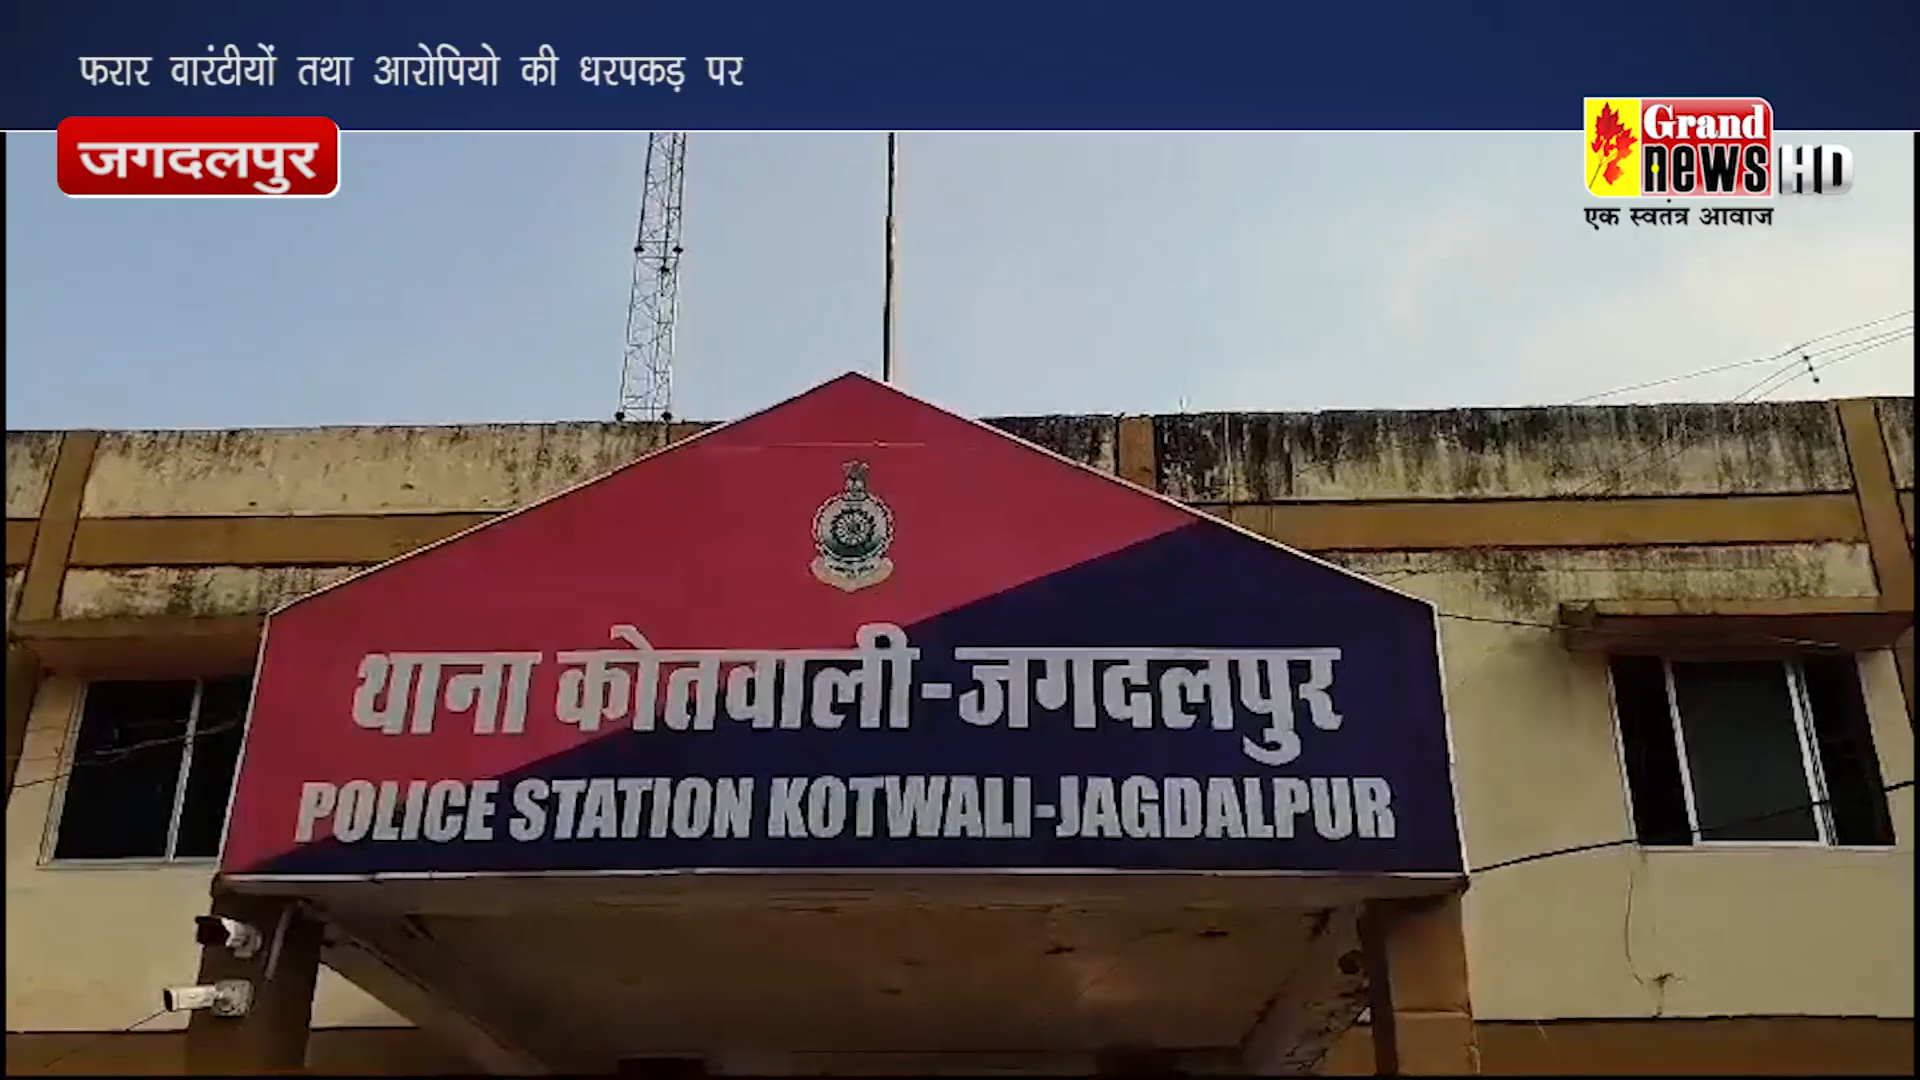 फरार वारंटीयों तथा आरोपियो की धरपकड़ पर
जगदलपुर
Grand
news HD
एक स्वतंत्र आवाज
थाना कोतवाली-जगदलपुर
POLICE STATION KOTWALI-JAGDALPUR